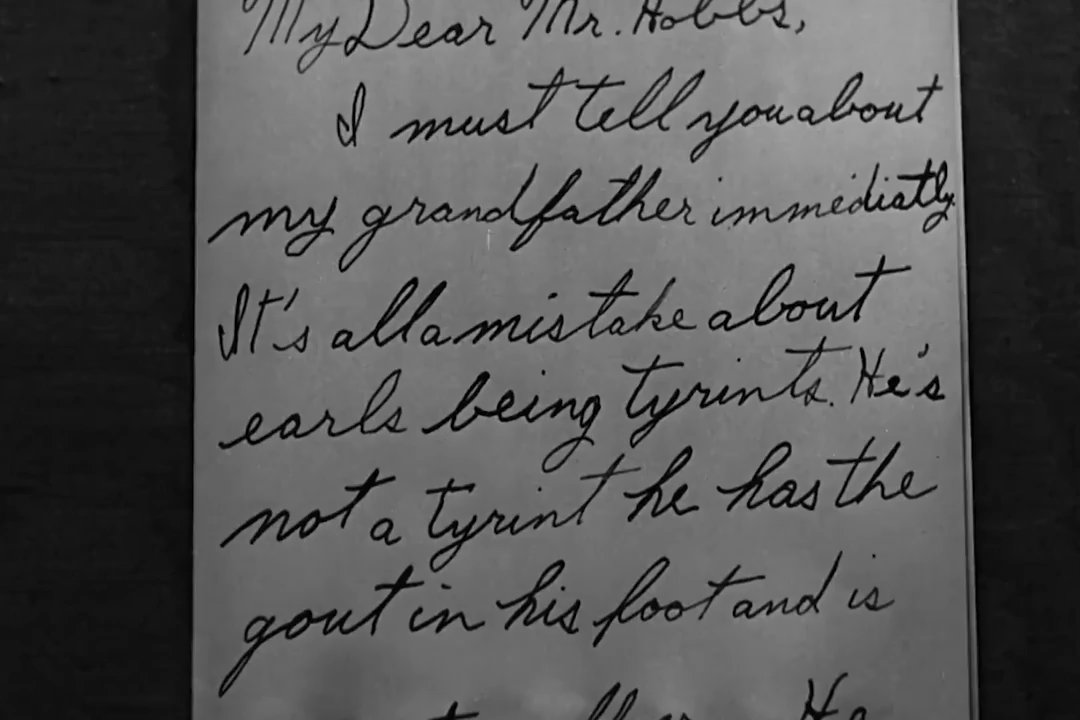 My Dear Mr. Hobbs,
I must tell you about
my grandfather immediatly.
It's all a mistake about
earls being tyrints. He's
not a tyrint he has the
gout in his foot and is
He